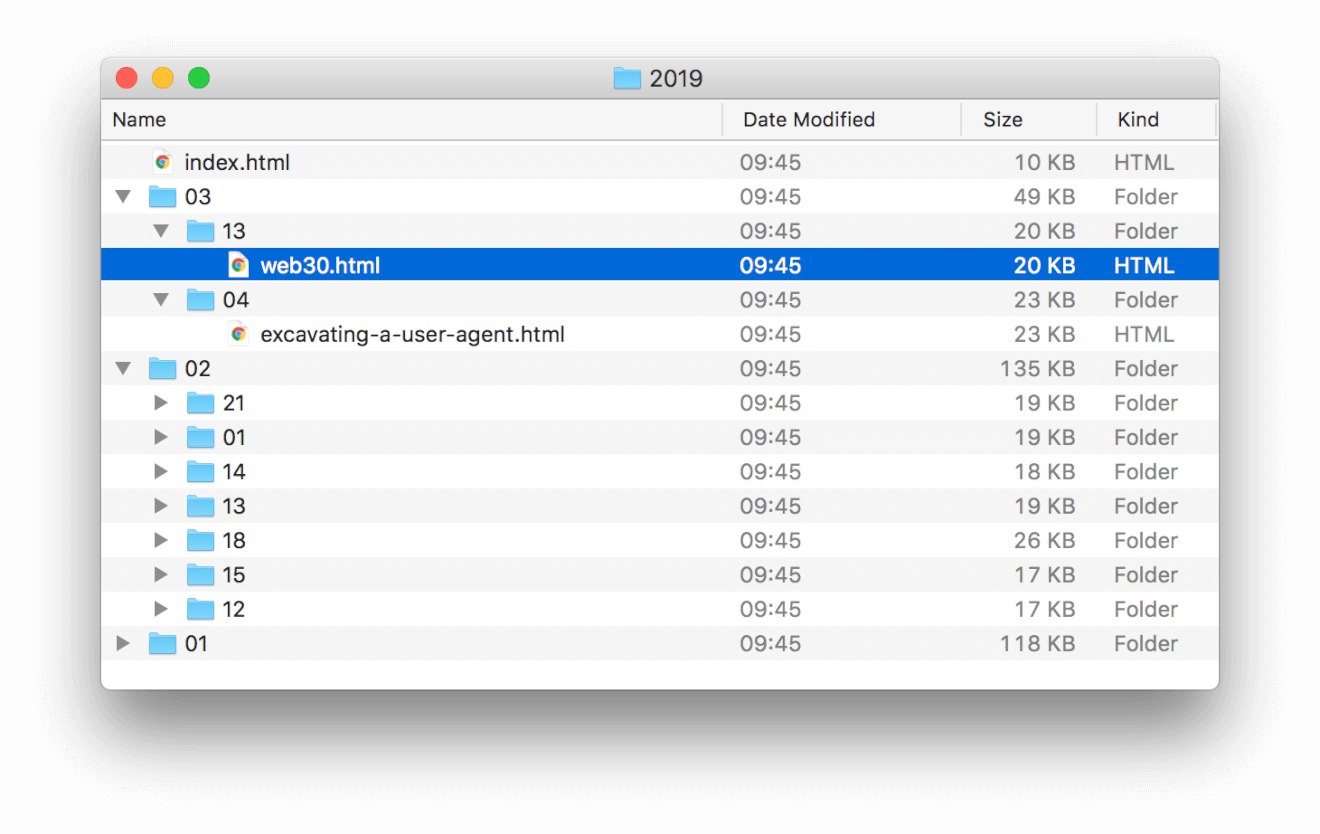 2019
Name Date Modified Size Kind
index.html 09:45 10 KB HTML
03 09:45 49 KB Folder
13 09:45 20 KB Folder
web30.html 09:45 20 KB HTML
04 09:45 23 KB Folder
excavating-a-user-agent.html 09:45 23 KB HTML
02 09:45 135 KB Folder
21 09:45 19 KB Folder
01 09:45 19 KB Folder
14 09:45 18 KB Folder
13 09:45 19 KB Folder
18 09:45 26 KB Folder
15 09:45 17 KB Folder
12 09:45 17 KB Folder
01 09:45 118 KB Folder